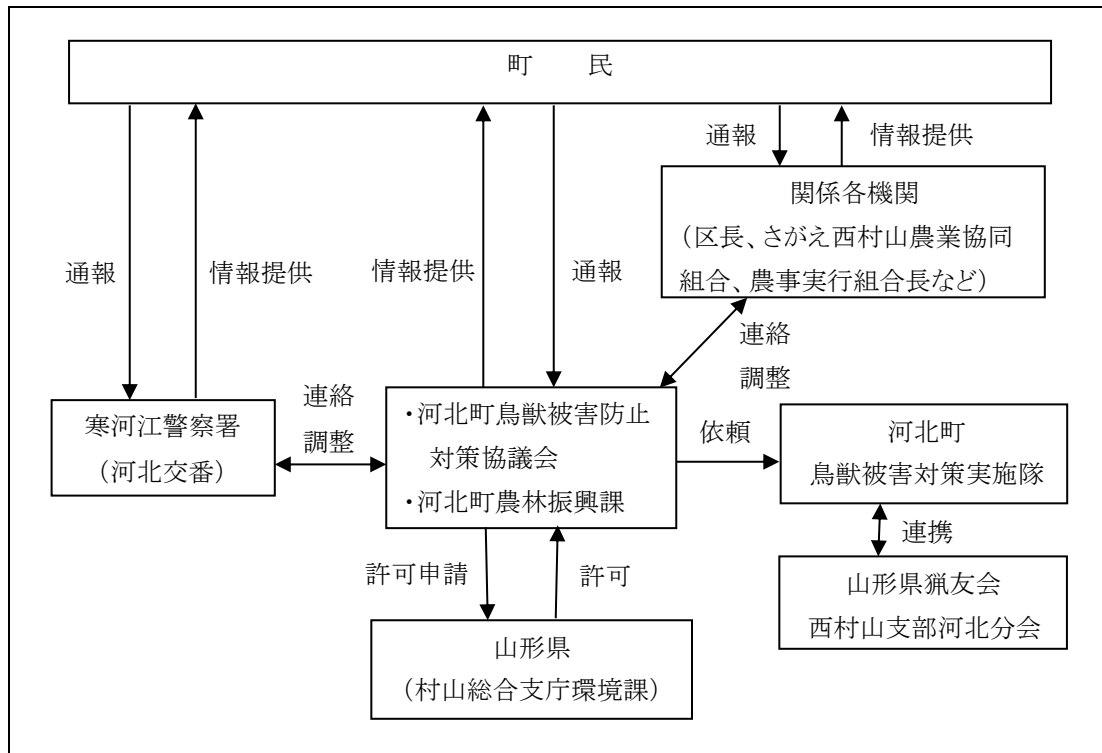 町　　民
通報
情報提供
関係各機関
（区長、さがえ西村山農業協同
組合、農事実行組合長など）
通報
情報提供
情報提供
通報
連絡
調整
寒河江警察署
（河北交番）
連絡
調整
・河北町鳥獣被害防止
対策協議会
・河北町農林振興課
依頼
河北町
鳥獣被害対策実施隊
連携
許可申請
許可
山形県猟友会
西村山支部河北分会
山形県
（村山総合支庁環境課）